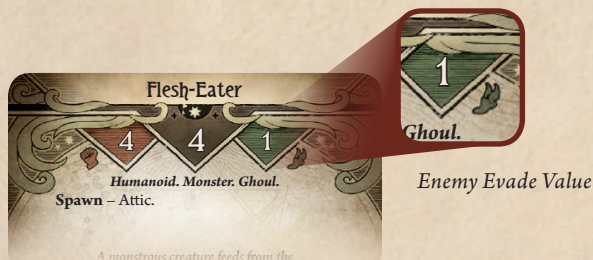 Flesh-Eater
4 4 1
Humanoid. Monster. Ghoul.
Spawn – Attic.
A monstrous creature feeds from the
1
Ghoul.
Enemy Evade Value